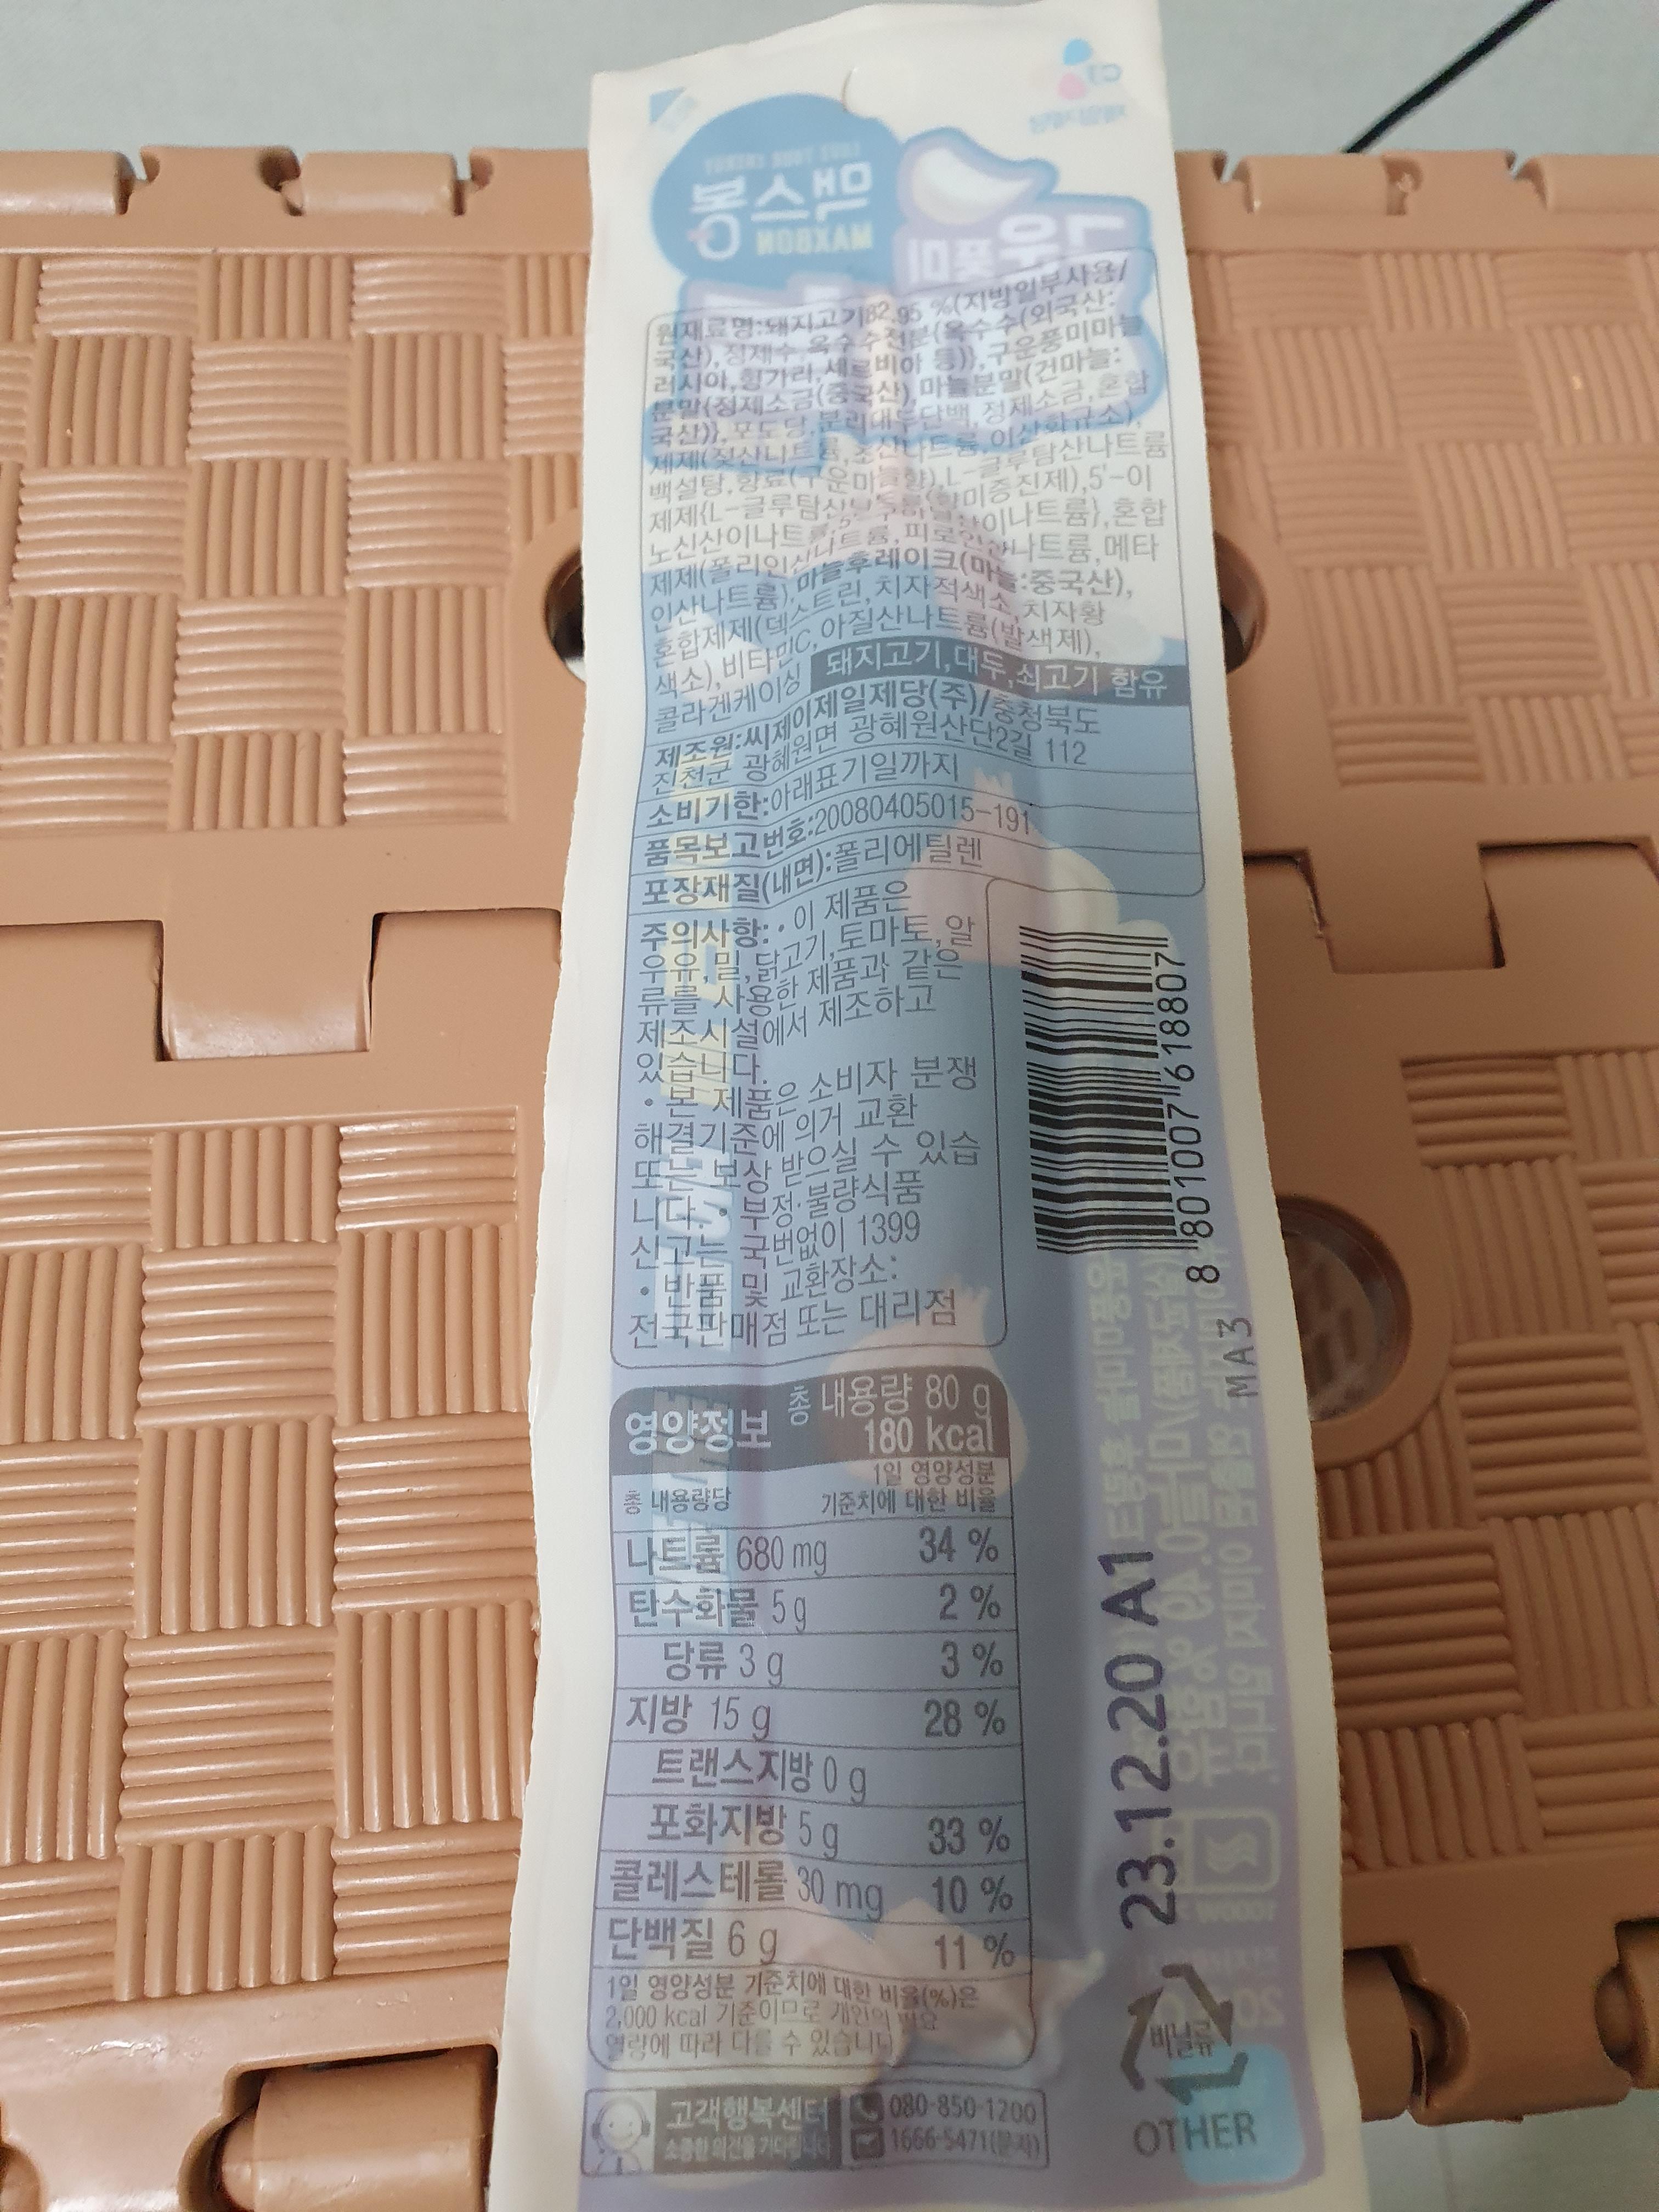 원재료명:돼지고기82.95 %(지방일부사용/
국산),정제수,옥수수전분{옥수수(외국산:
러시아,헝가리,세르비아 등)},구운풍미마늘
분말{정제소금(중국산),마늘분말(건마늘:
국산)},포도당,분리대두단백,정제소금,혼합
제제(젖산나트륨,초산나트륨,이산화규소),
백설탕,향료(구운마늘향),L-글루탐산나트륨
제제{L-글루탐산나트륨(향미증진제),5'-이
노신산이나트륨},혼합
제제(폴리인산나트륨,피로인산나트륨,메타
인산나트륨),마늘후레이크(마늘:중국산),
혼합제제(덱스트린,치자적색소,치자황
색소),비타민C,아질산나트륨(발색제),
콜라겐케이싱 돼지고기,대두,쇠고기 함유
제조원:씨제이제일제당(주)/충청북도
진천군 광혜원면 광혜원산단2길 112
소비기한:아래표기일까지
품목보고번호:20080405015-191
포장재질(내면):폴리에틸렌
주의사항:• 이 제품은
우유,밀,닭고기,토마토,알
류를 사용한 제품과 같은
제조시설에서 제조하고
있습니다.
• 본 제품은 소비자 분쟁
해결기준에 의거 교환
또는 보상 받으실 수 있습
니다. • 부정·불량식품
신고는 국번없이 1399
• 반품 및 교환장소:
전국판매점 또는 대리점
8 801007 618807
MA3
영양정보
총 내용량 80 g
180 kcal
총 내용량당
1일 영양성분
기준치에 대한 비율
나트륨 680 mg 34 %
탄수화물 5 g 2 %
당류 3 g 3 %
지방 15 g 28 %
트랜스지방 0 g
포화지방 5 g 33 %
콜레스테롤 30 mg 10 %
단백질 6 g 11 %
1일 영양성분 기준치에 대한 비율(%)은
2,000 kcal 기준이므로 개인의 필요
열량에 따라 다를 수 있습니다
23.12.20 A1
비닐류
OTHER
고객행복센터
소중한 의견을 기다립니다
080-850-1200
1666-5471(문자)
맥스봉
MAXBON
CJ